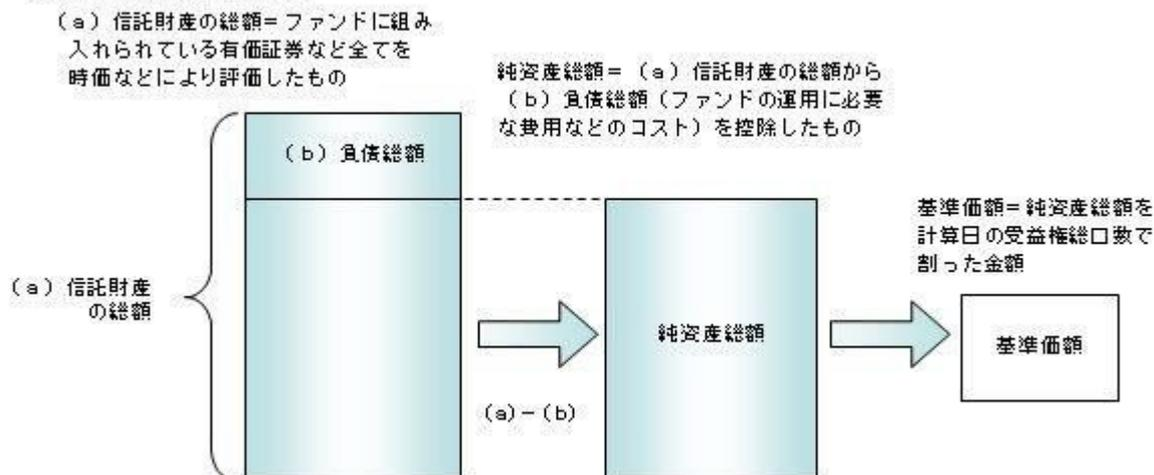 (a)信託財産の総額=ファンドに組み
入れられている有価証券など全てを
時価などにより評価したもの
純資産総額=(a)信託財産の総額から
(b)負債総額(ファンドの運用に必要
な費用などのコスト)を控除したもの
(b)負債総額
基準価額=純資産総額を
計算日の受益権総口数で
割った金額
(a)信託財産
の総額
純資産総額
基準価額
(a)-(b)